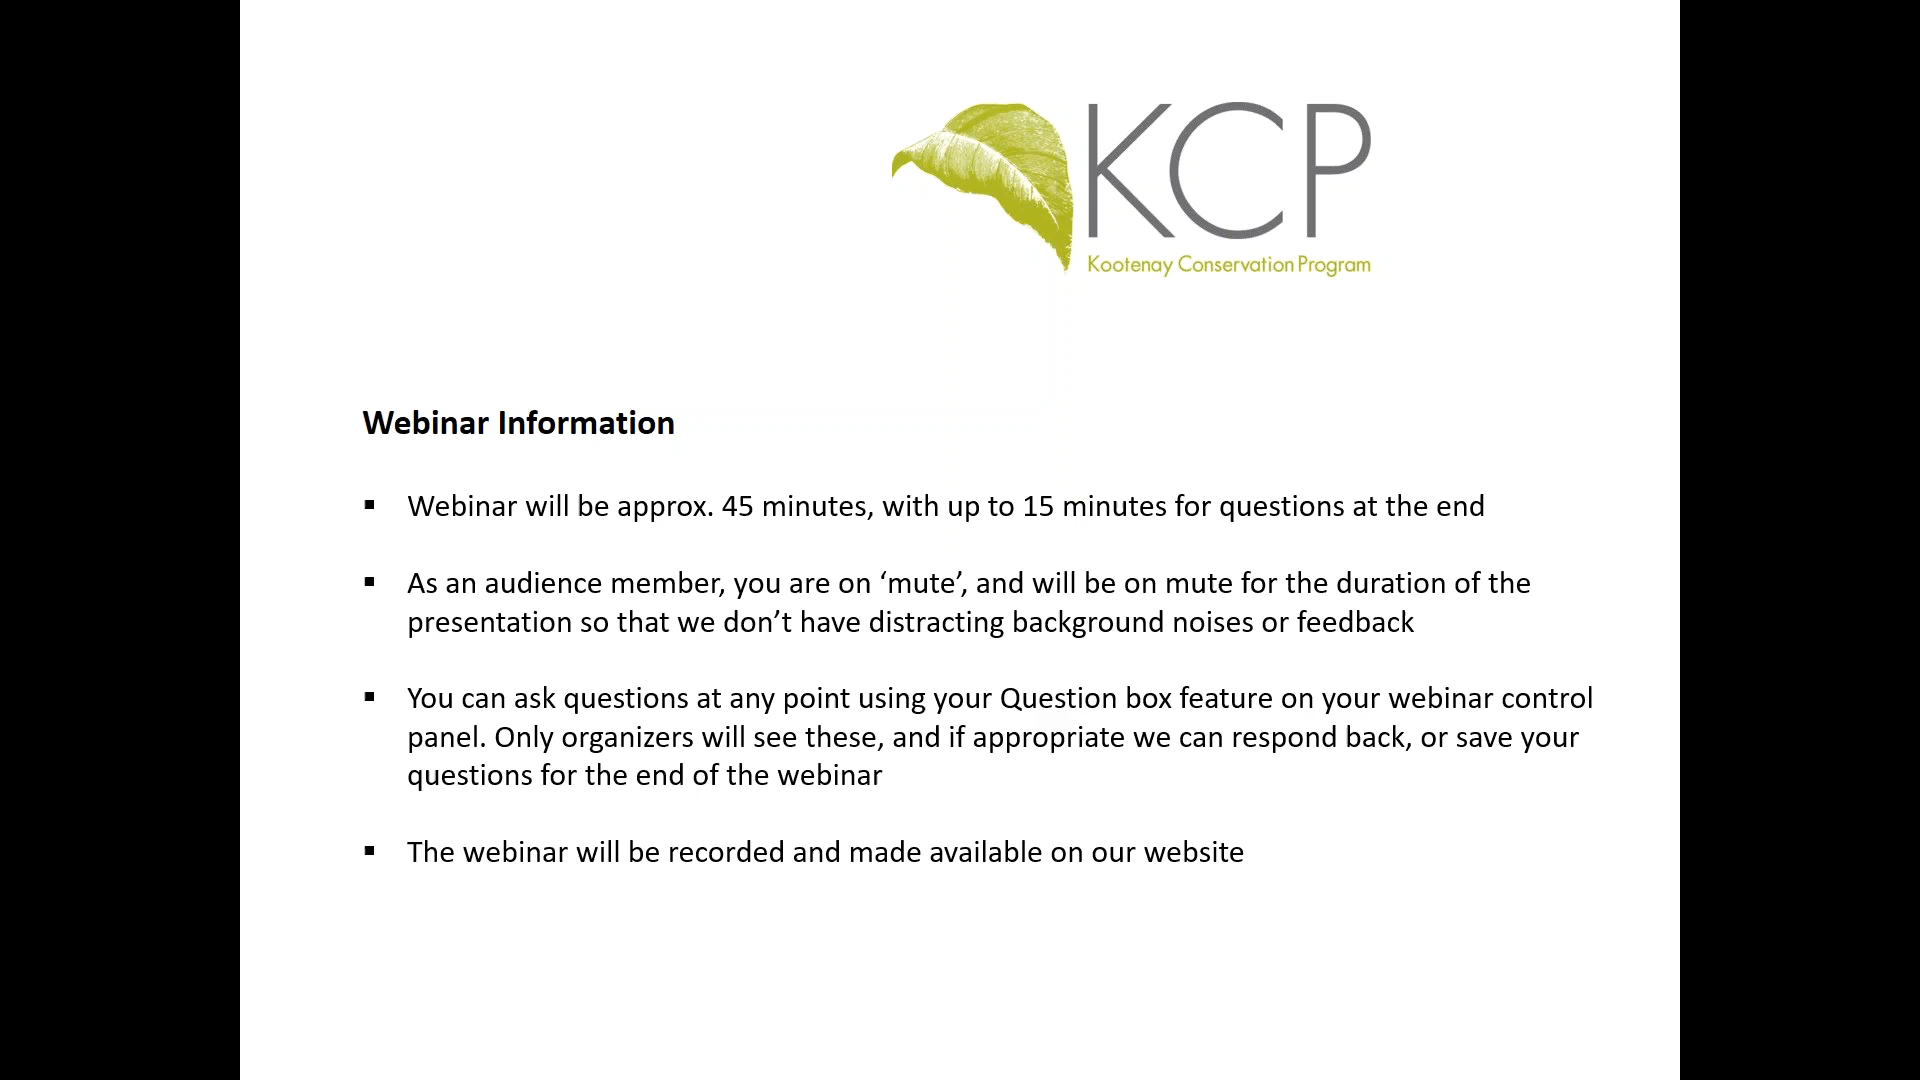 KCP
Kootenay Conservation Program
Webinar Information
▪ Webinar will be approx. 45 minutes, with up to 15 minutes for questions at the end
▪ As an audience member, you are on ‘mute’, and will be on mute for the duration of the
presentation so that we don’t have distracting background noises or feedback
▪ You can ask questions at any point using your Question box feature on your webinar control
panel. Only organizers will see these, and if appropriate we can respond back, or save your
questions for the end of the webinar
▪ The webinar will be recorded and made available on our website